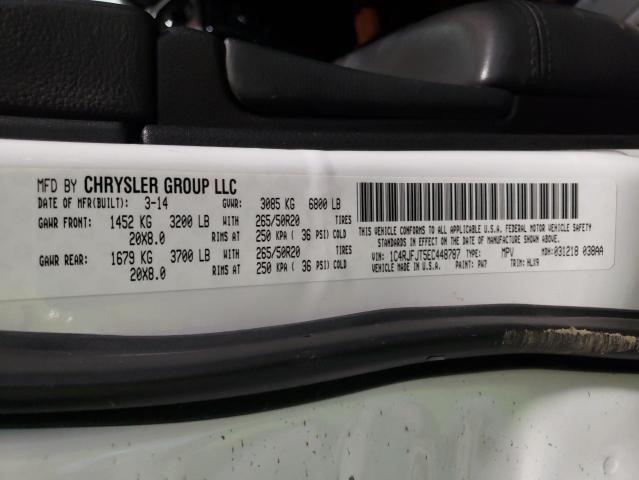 MFD BY CHRYSLER GROUP LLC
DATE OF MFR(BUILT): 3-14 GVWR: 3085 KG 6800 LB
GAWR FRONT: 1452 KG 3200 LB WITH 265/50R20 TIRES
20X8.0 RIMS AT 250 KPA ( 36 PSI) COLD
GAWR REAR: 1679 KG 3700 LB WITH 265/50R20 TIRES
20X8.0 RIMS AT 250 KPA ( 36 PSI) COLD
THIS VEHICLE CONFORMS TO ALL APPLICABLE U.S.A. FEDERAL MOTOR VEHICLE SAFETY
STANDARDS IN EFFECT ON THE DATE OF MANUFACTURE SHOWN ABOVE.
VIN: 1C4RJFJT5EC448787 TYPE: MPV MDH: 031218 038AA
VEHICLE MADE IN U.S.A. PAINT: PW7 TRIM: HLX9